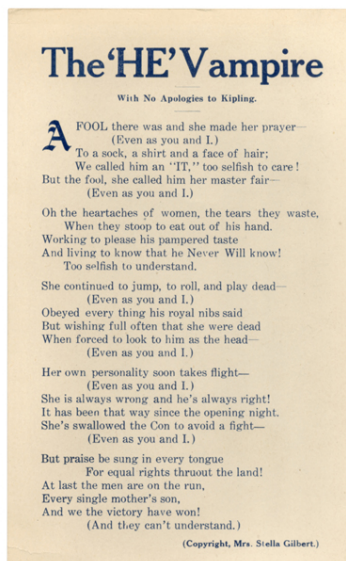 The 'HE' Vampire
With No Apologies to Kipling.
A FOOL there was and she made her prayer—
(Even as you and I.)
To a sock, a shirt and a face of hair;
We called him an "IT," too selfish to care!
But the fool, she called him her master fair—
(Even as you and I.)
Oh the heartaches of women, the tears they waste,
When they stoop to eat out of his hand.
Working to please his pampered taste
And living to know that he Never Will know!
Too selfish to understand.
She continued to jump, to roll, and play dead—
(Even as you and I.)
Obeyed every thing his royal nibs said
But wishing full often that she were dead
When forced to look to him as the head—
(Even as you and I.)
Her own personality soon takes flight—
(Even as you and I.)
She is always wrong and he's always right!
It has been that way since the opening night.
She's swallowed the Con to avoid a fight—
(Even as you and I.)
But praise be sung in every tongue
For equal rights thruout the land!
At last the men are on the run,
Every single mother's son,
And we the victory have won!
(And they can't understand.)
(Copyright, Mrs. Stella Gilbert.)